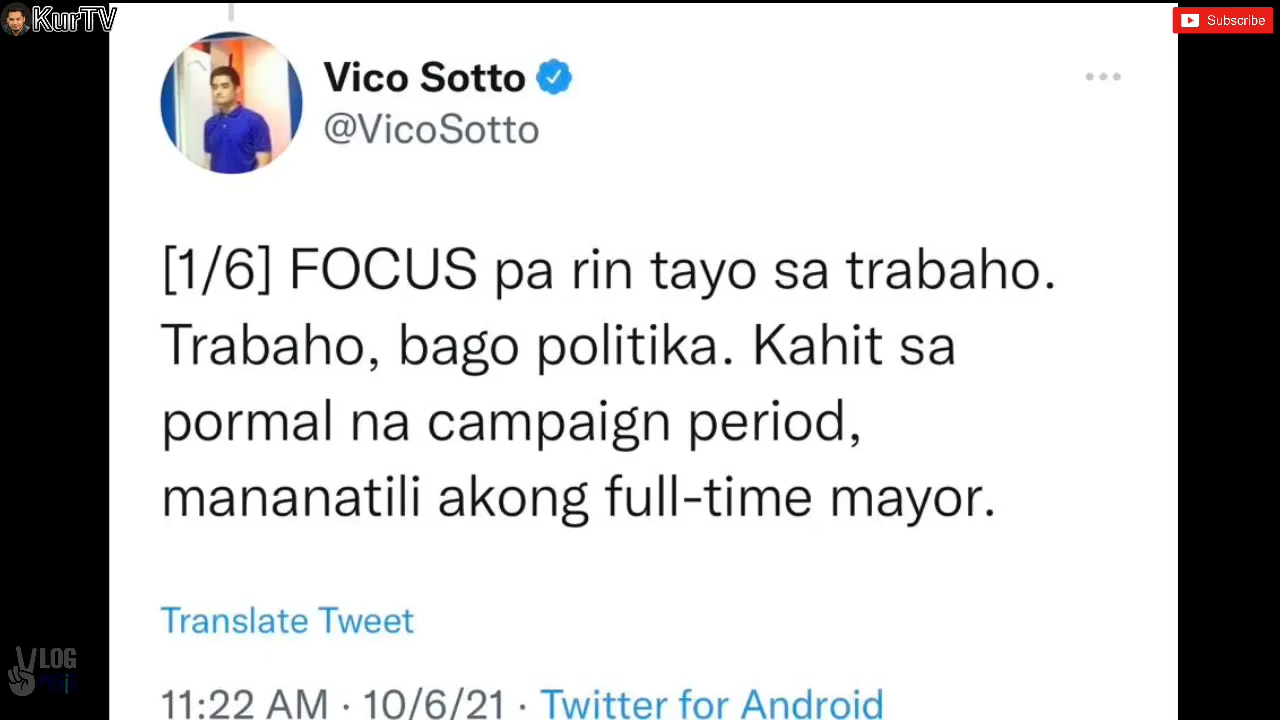 KurTV
Subscribe
Vico Sotto
@VicoSotto
[1/6] FOCUS pa rin tayo sa trabaho.
Trabaho, bago politika. Kahit sa
pormal na campaign period,
mananatili akong full-time mayor.
Translate Tweet
11:22 AM · 10/6/21 · Twitter for Android
VLOG